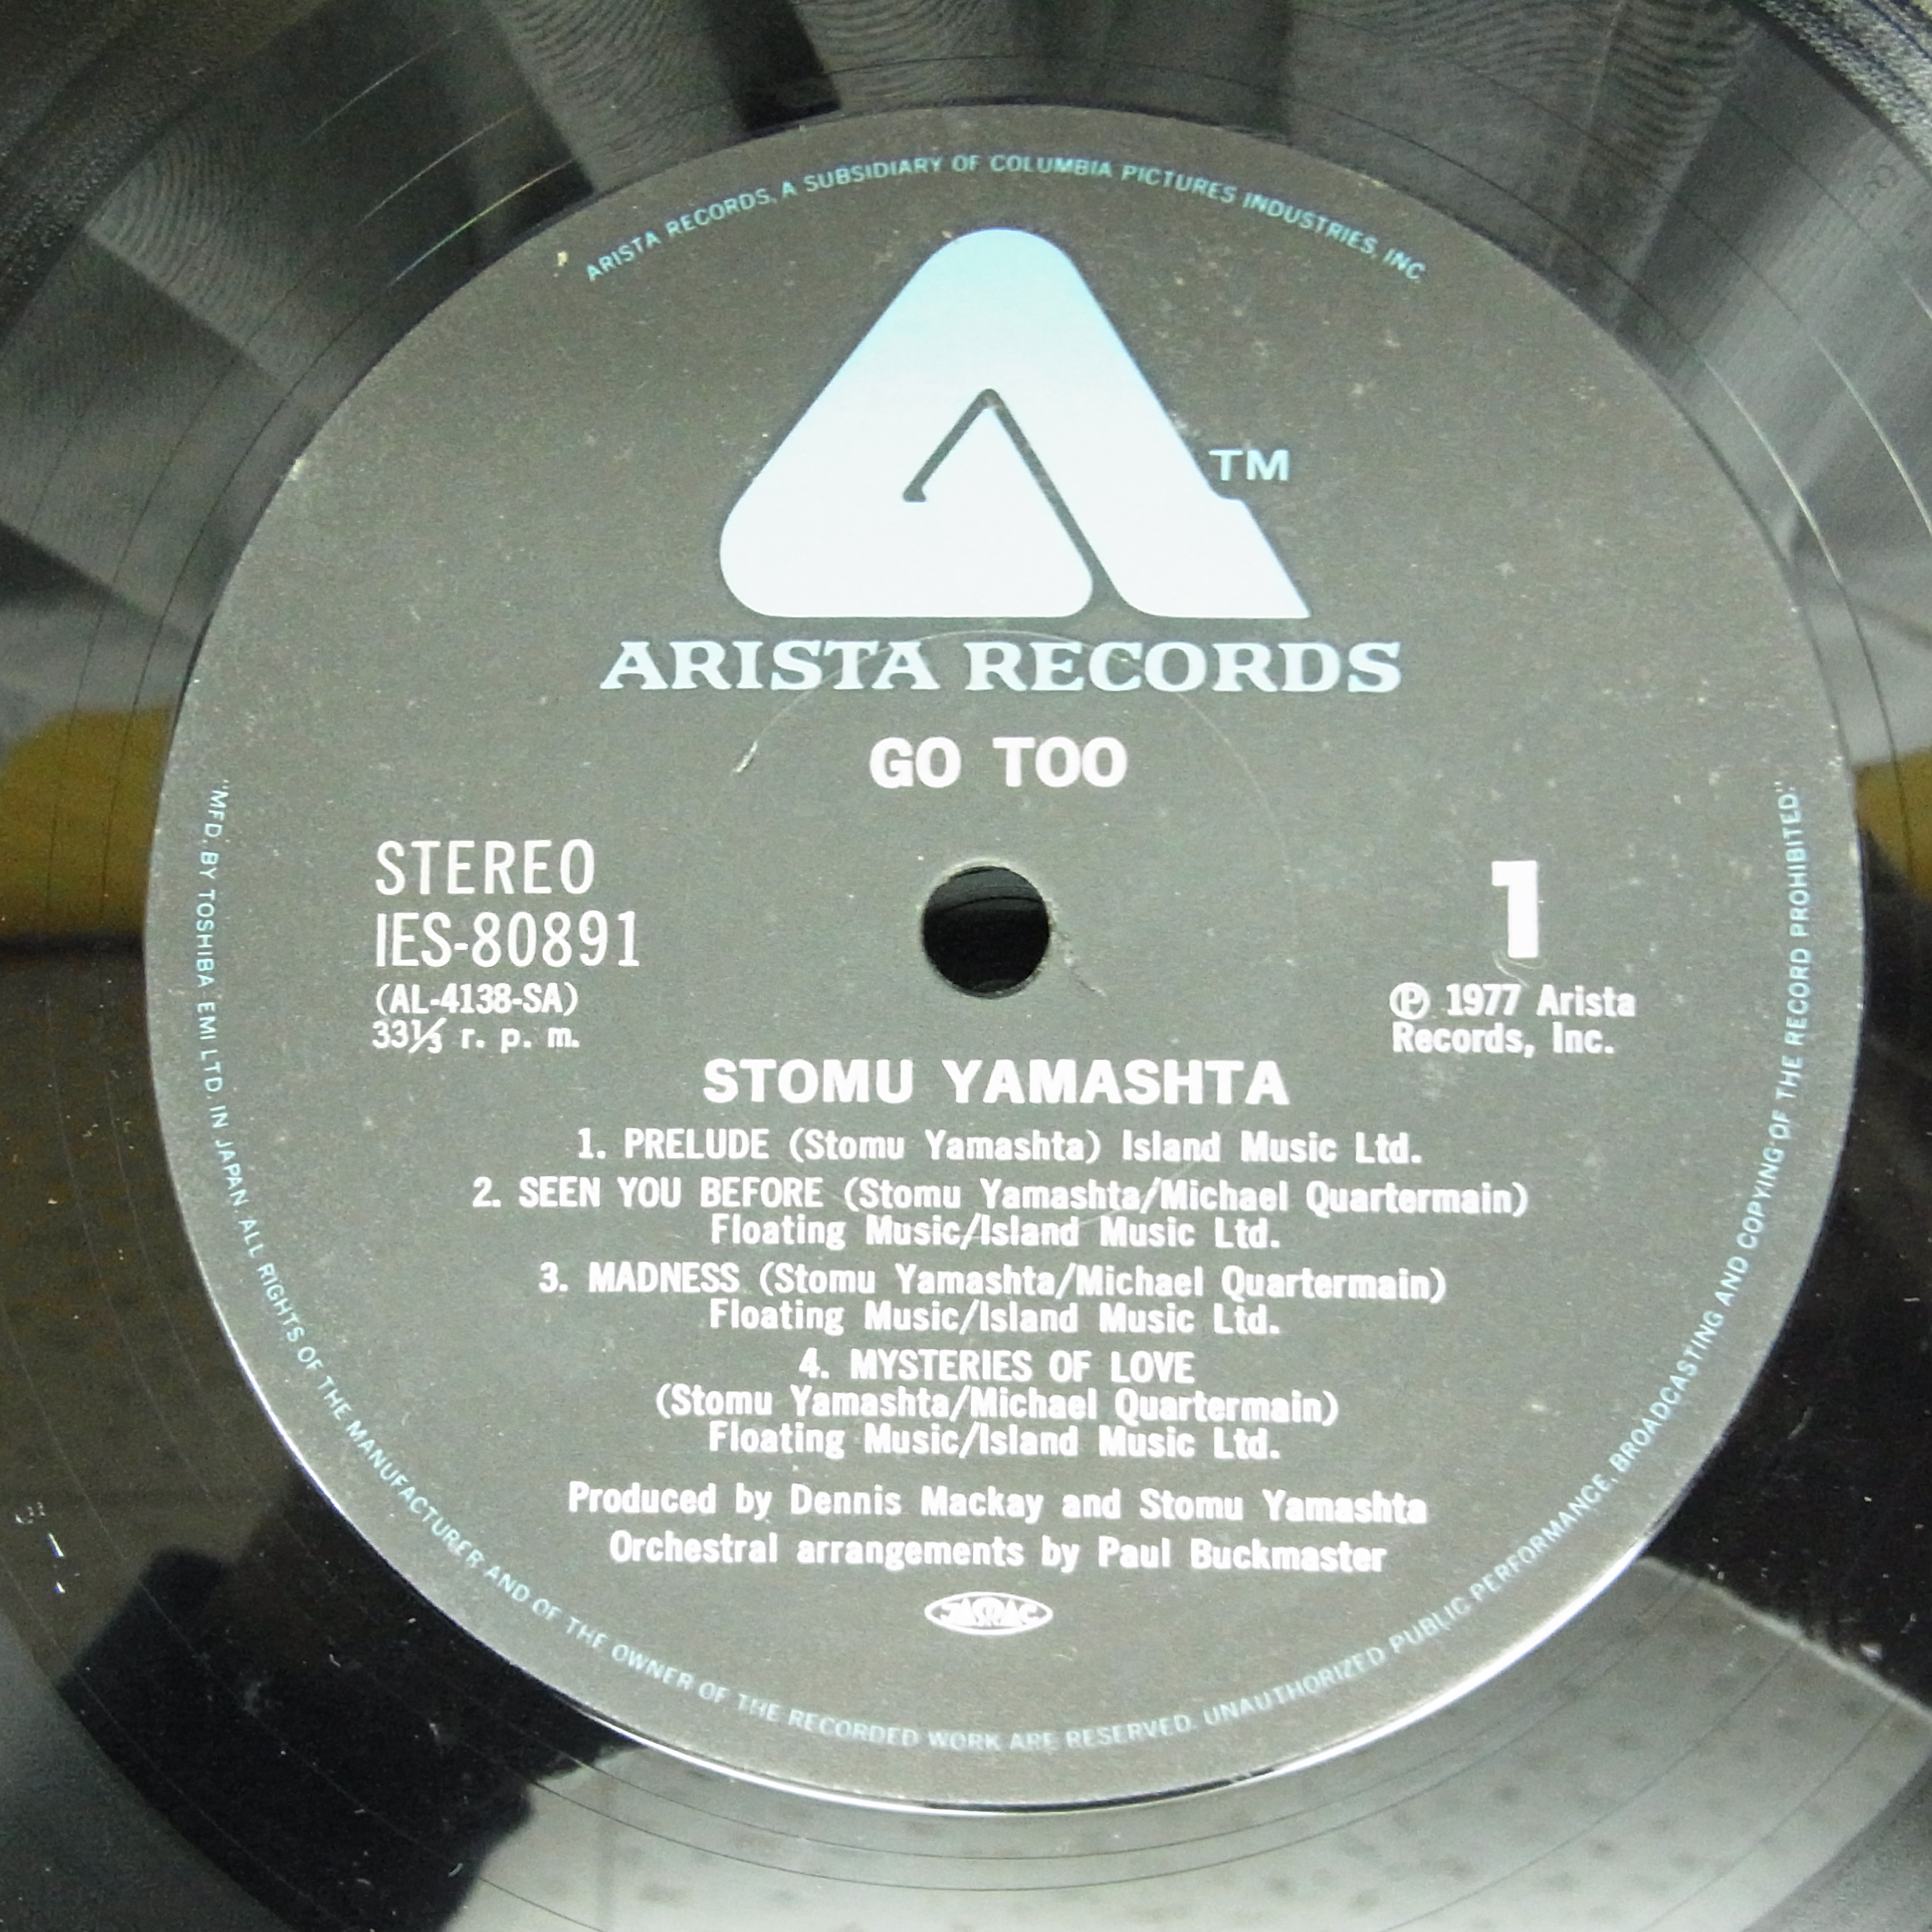 ARISTA RECORDS, A SUBSIDIARY OF COLUMBIA PICTURES INDUSTRIES, INC.
TM
ARISTA RECORDS
GO TOO
STEREO
IES-80891
(AL-4138-SA)
33⅓ r. p. m.
1
Ⓟ 1977 Arista
Records, Inc.
STOMU YAMASHTA
1. PRELUDE (Stomu Yamashta) Island Music Ltd.
2. SEEN YOU BEFORE (Stomu Yamashta/Michael Quartermain)
Floating Music/Island Music Ltd.
3. MADNESS (Stomu Yamashta/Michael Quartermain)
Floating Music/Island Music Ltd.
4. MYSTERIES OF LOVE
(Stomu Yamashta/Michael Quartermain)
Floating Music/Island Music Ltd.
Produced by Dennis Mackay and Stomu Yamashta
Orchestral arrangements by Paul Buckmaster
JASRAC
"MFD. BY TOSHIBA EMI LTD. IN JAPAN ALL RIGHTS OF THE MANUFACTURER AND OF THE OWNER OF THE RECORDED WORK ARE RESERVED. UNAUTHORIZED PUBLIC PERFORMANCE, BROADCASTING AND COPYING OF THE RECORD PROHIBITED."